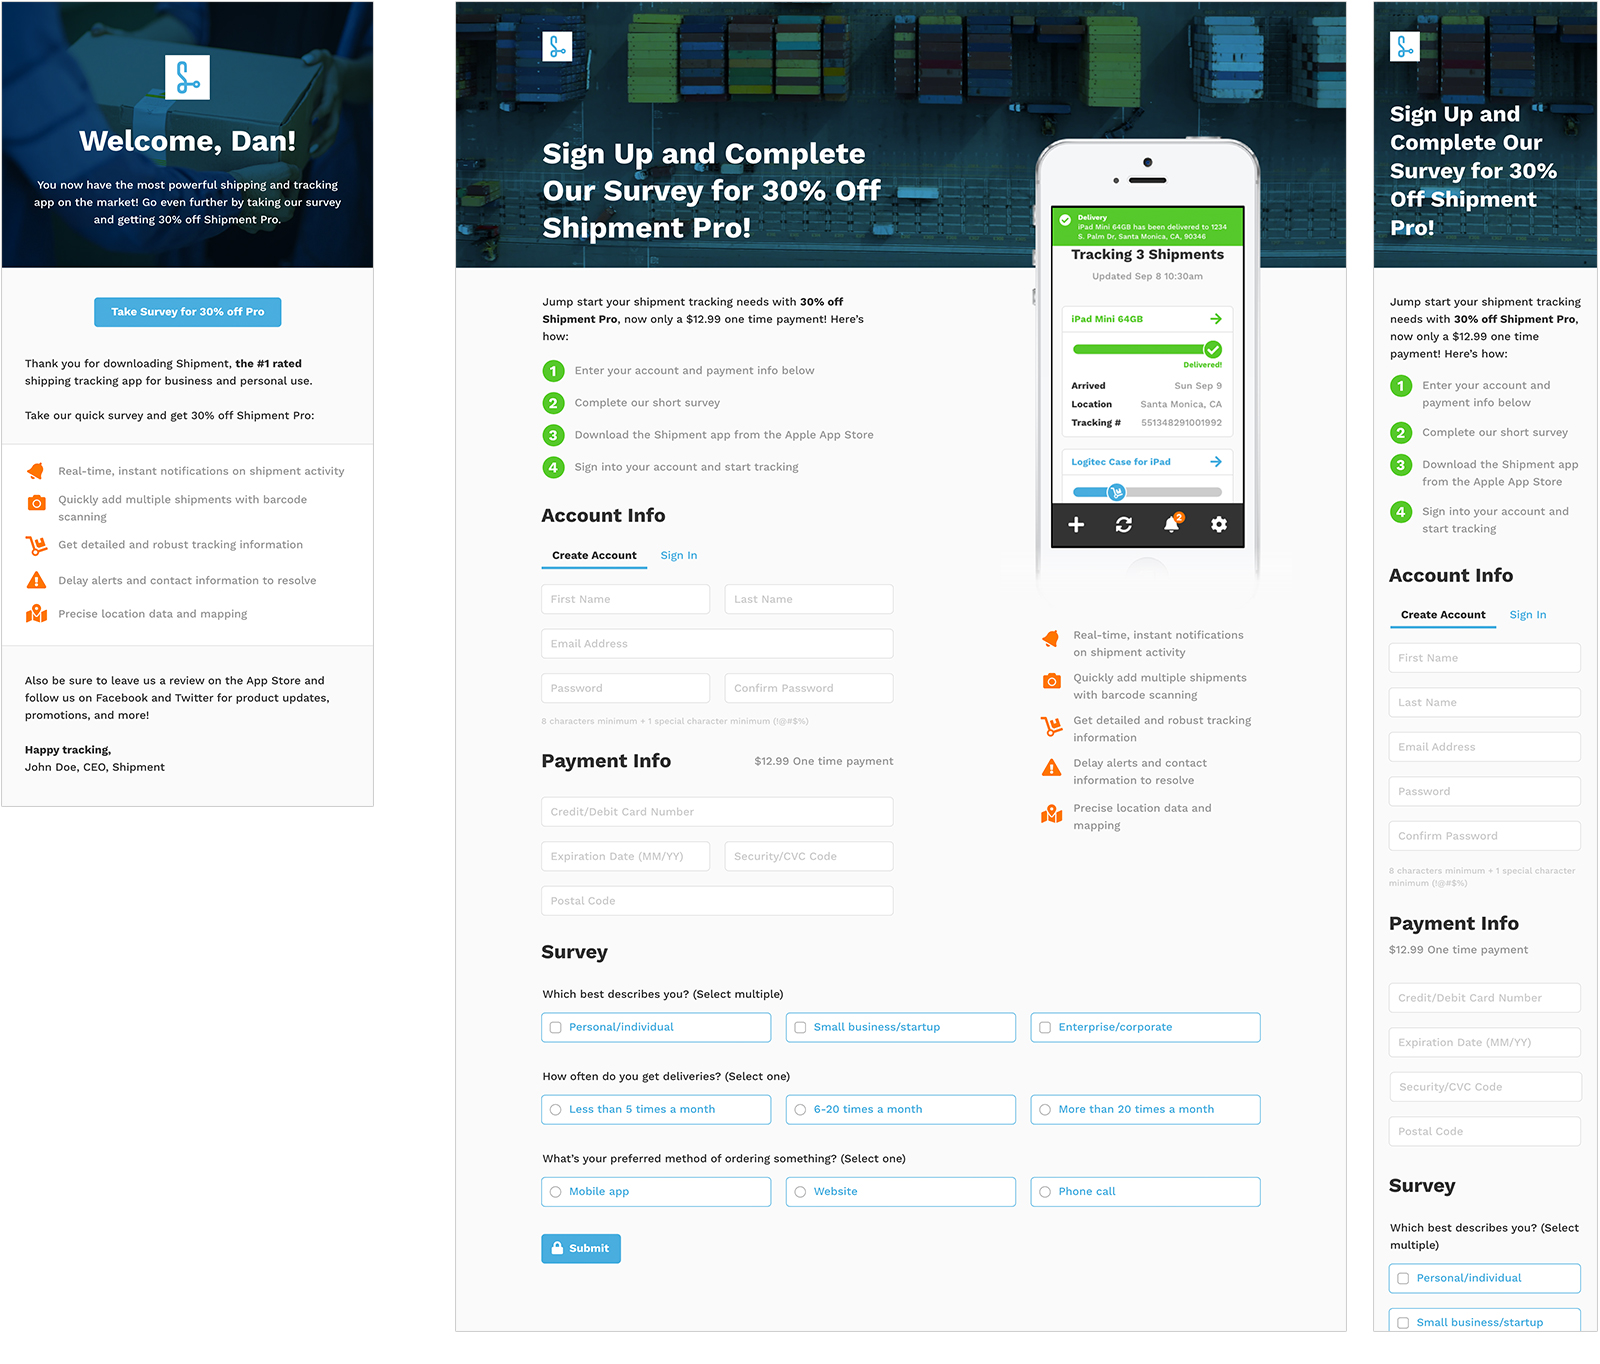 Welcome, Dan!
You now have the most powerful shipping and tracking
app on the market! Go even further by taking our survey
and getting 30% off Shipment Pro.
Take Survey for 30% off Pro
Thank you for downloading Shipment, the #1 rated
shipping tracking app for business and personal use.
Take our quick survey and get 30% off Shipment Pro:
Real-time, instant notifications on shipment activity
Quickly add multiple shipments with barcode
scanning
Get detailed and robust tracking information
Delay alerts and contact information to resolve
Precise location data and mapping
Also be sure to leave us a review on the App Store and
follow us on Facebook and Twitter for product updates,
promotions, and more!
Happy tracking,
John Doe, CEO, Shipment
Sign Up and Complete
Our Survey for 30% Off
Shipment Pro!
Jump start your shipment tracking needs with 30% off
Shipment Pro, now only a $12.99 one time payment! Here's
how:
1 Enter your account and payment info below
2 Complete our short survey
3 Download the Shipment app from the Apple App Store
4 Sign into your account and start tracking
Account Info
Create Account Sign In
First Name Last Name
Email Address
Password Confirm Password
8 characters minimum + 1 special character minimum (!@#$%)
Payment Info $12.99 One time payment
Credit/Debit Card Number
Expiration Date (MM/YY) Security/CVC Code
Postal Code
Delivery
iPad Mini 64GB has been delivered to 1234
S. Palm Dr, Santa Monica, CA, 90346
Tracking 3 Shipments
Updated Sep 8 10:30am
iPad Mini 64GB
Delivered!
Arrived Sun Sep 9
Location Santa Monica, CA
Tracking # 551348291001992
Logitec Case for iPad
2
Real-time, instant notifications
on shipment activity
Quickly add multiple shipments
with barcode scanning
Get detailed and robust tracking
information
Delay alerts and contact
information to resolve
Precise location data and
mapping
Survey
Which best describes you? (Select multiple)
Personal/individual Small business/startup Enterprise/corporate
How often do you get deliveries? (Select one)
Less than 5 times a month 6-20 times a month More than 20 times a month
What's your preferred method of ordering something? (Select one)
Mobile app Website Phone call
Submit
Sign Up and
Complete Our
Survey for 30%
Off Shipment
Pro!
Jump start your shipment tracking
needs with 30% off Shipment Pro,
now only a $12.99 one time
payment! Here's how:
1 Enter your account and
payment info below
2 Complete our short survey
3 Download the Shipment app
from the Apple App Store
4 Sign into your account and
start tracking
Account Info
Create Account Sign In
First Name
Last Name
Email Address
Password
Confirm Password
8 characters minimum + 1 special character
minimum (!@#$%)
Payment Info
$12.99 One time payment
Credit/Debit Card Number
Expiration Date (MM/YY)
Security/CVC Code
Postal Code
Survey
Which best describes you? (Select
multiple)
Personal/individual
Small business/startup